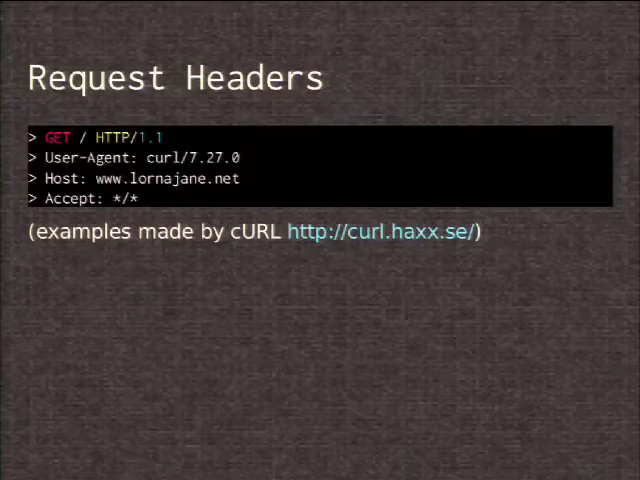 Request Headers
> GET / HTTP/1.1
> User-Agent: curl/7.27.0
> Host: www.lornajane.net
> Accept: */*
(examples made by cURL http://curl.haxx.se/)